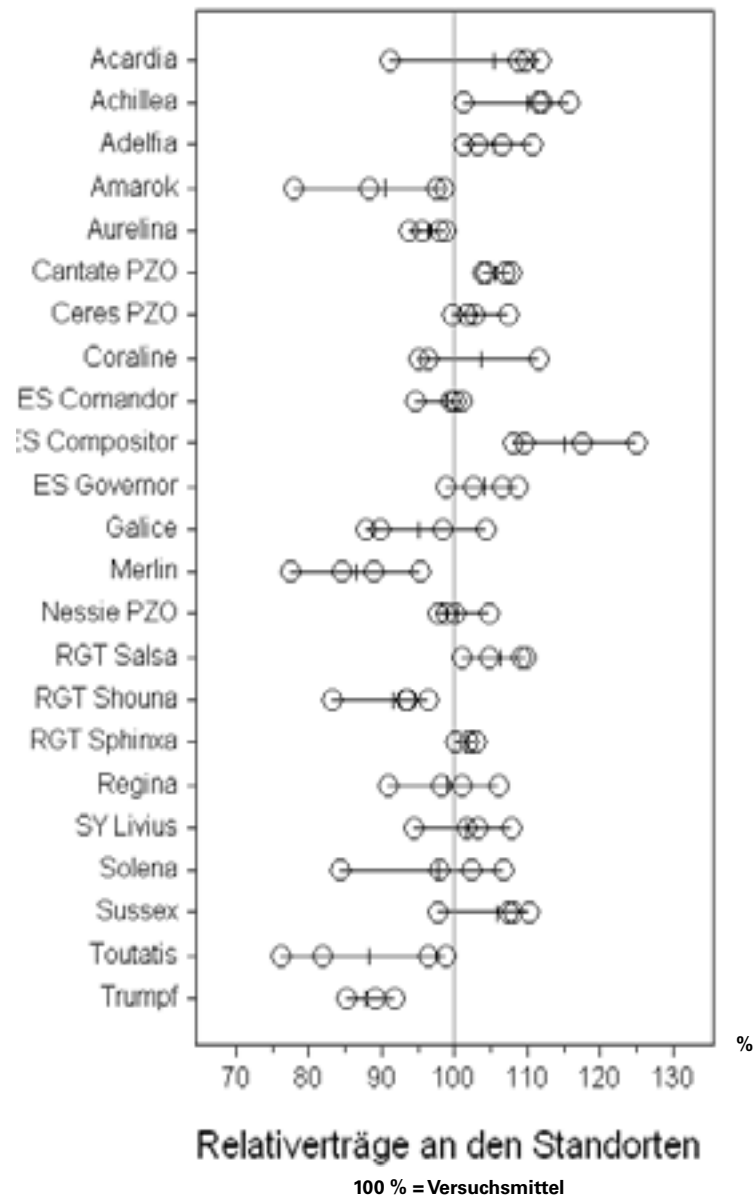 Acardia
Achillea
Adelfia
Amarok
Aurelina
Cantate PZO
Ceres PZO
Coraline
ES Comandor
ES Compositor
ES Governor
Galice
Merlin
Nessie PZO
RGT Salsa
RGT Shouna
RGT Sphinxa
Regina
SY Livius
Solena
Sussex
Toutatis
Trumpf
%
70 80 90 100 110 120 130
Relativerträge an den Standorten
100 % = Versuchsmittel